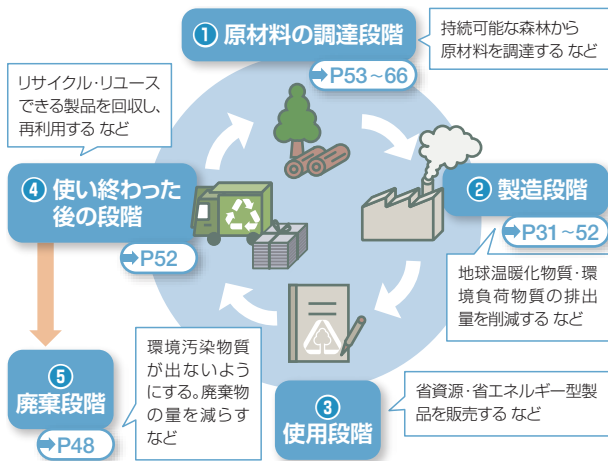 ① 原材料の調達段階
➡P53～66
持続可能な森林から
原材料を調達する など
② 製造段階
➡P31～52
地球温暖化物質・環
境負荷物質の排出
量を削減する など
③
使用段階
省資源・省エネルギー型製
品を販売する など
リサイクル・リユース
できる製品を回収し、
再利用する など
④ 使い終わった
後の段階
➡P52
⑤
廃棄段階
➡P48
環境汚染物質
が出ないよう
にする。廃棄物
の量を減らす
など